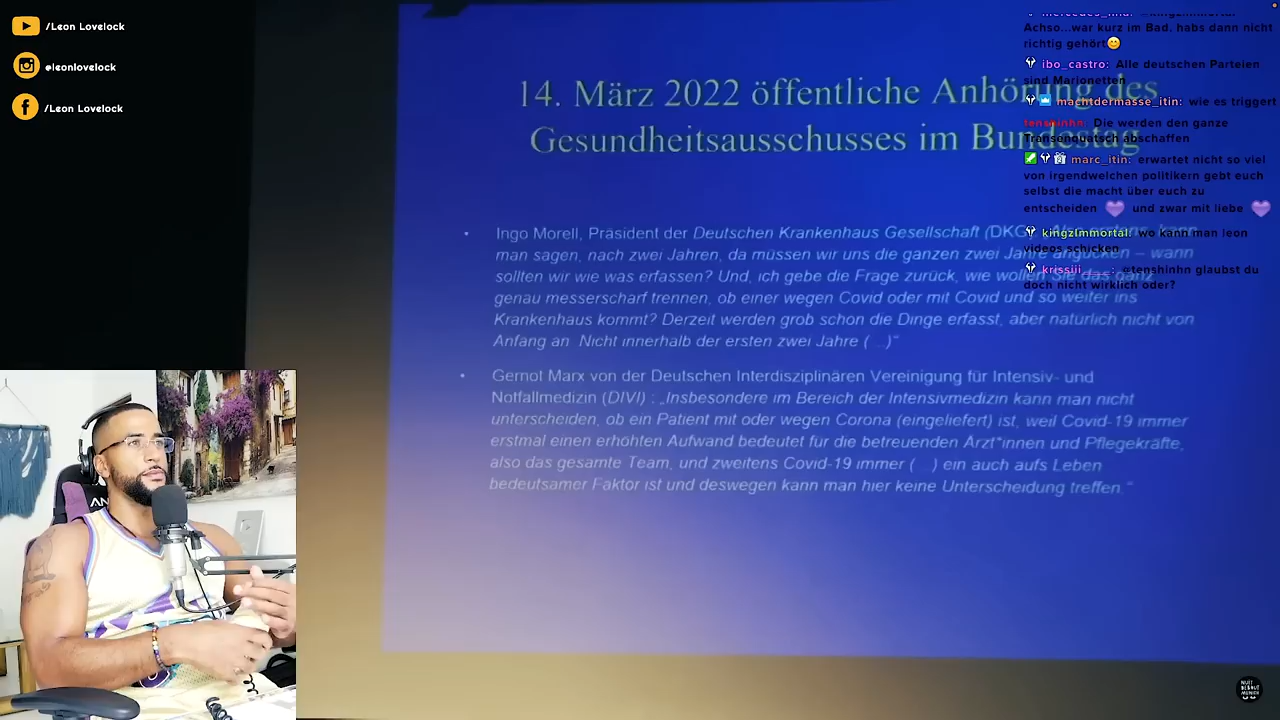 /Leon Lovelock
@leonlovelock
/Leon Lovelock
14. März 2022 öffentliche Anhörung des
Gesundheitsausschusses im Bundestag
• Ingo Morell, Präsident der Deutschen Krankenhaus Gesellschaft (DKG)
man sagen, nach zwei Jahren, da müssen wir uns die ganzen zwei Jahre angucken – wann
sollten wir wie was erfassen? Und, ich gebe die Frage zurück, wie wollen Sie das ganz
genau messerscharf trennen, ob einer wegen Covid oder mit Covid und so weiter ins
Krankenhaus kommt? Derzeit werden grob schon die Dinge erfasst, aber natürlich nicht von
Anfang an Nicht innerhalb der ersten zwei Jahre ( ...)“
• Gernot Marx von der Deutschen Interdisziplinären Vereinigung für Intensiv- und
Notfallmedizin (DIVI) : „Insbesondere im Bereich der Intensivmedizin kann man nicht
unterscheiden, ob ein Patient mit oder wegen Corona (eingeliefert) ist, weil Covid-19 immer
erstmal einen erhöhten Aufwand bedeutet für die betreuenden Ärzt*innen und Pflegekräfte,
also das gesamte Team, und zweitens Covid-19 immer ( ...) ein auch aufs Leben
bedeutsamer Faktor ist und deswegen kann man hier keine Unterscheidung treffen.“
Achso...war kurz im Bad, habs dann nicht
richtig gehört😊
ibo_castro: Alle deutschen Parteien
sind Marionetten
machtdermasse_itin: wie es triggert
tenshinhn: Die werden den ganze
Transenquatsch abschaffen
marc_itin: erwartet nicht so viel
von irgendwelchen politikern gebt euch
selbst die macht über euch zu
entscheiden 💜 und zwar mit liebe 💜
kingzimmortal: wo kann man leon
videos schicken
krissiii____: @tenshinhn glaubst du
doch nicht wirklich oder?
NUIT
DEBOUT
MUNICH